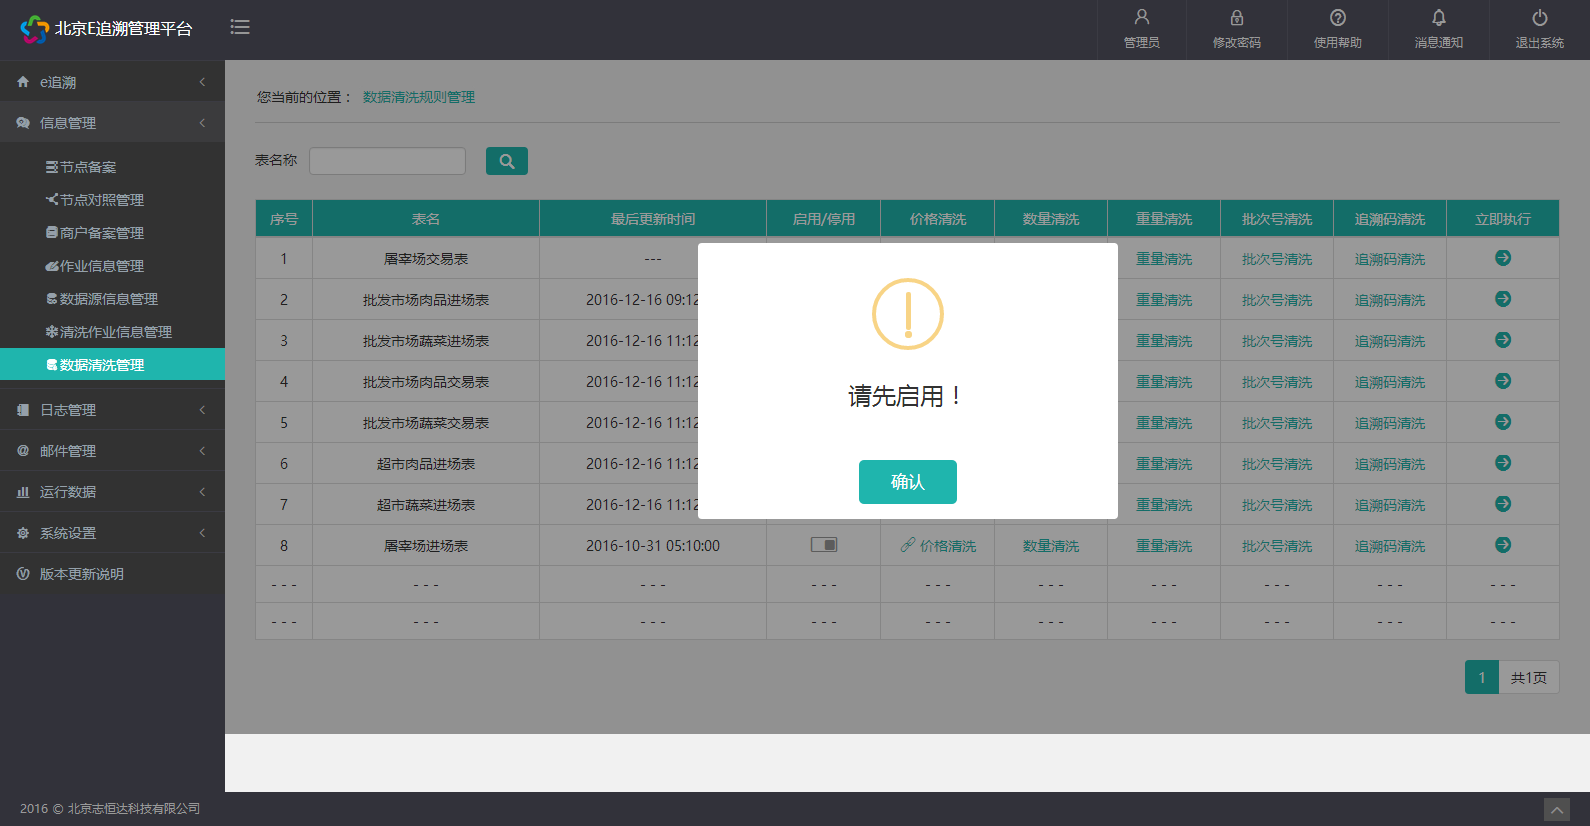 北京E追溯管理平台
管理员 修改密码 使用帮助 消息通知 退出系统
e追溯
信息管理
节点备案
节点对照管理
商户备案管理
作业信息管理
数据源信息管理
清洗作业信息管理
数据清洗管理
日志管理
邮件管理
运行数据
系统设置
版本更新说明
您当前的位置： 数据清洗规则管理
表名称
序号 表名 最后更新时间 启用/停用 价格清洗 数量清洗 重量清洗 批次号清洗 追溯码清洗 立即执行
1 屠宰场交易表 --- 重量清洗 批次号清洗 追溯码清洗
2 批发市场肉品进场表 2016-12-16 09:12 重量清洗 批次号清洗 追溯码清洗
3 批发市场蔬菜进场表 2016-12-16 11:12 重量清洗 批次号清洗 追溯码清洗
4 批发市场肉品交易表 2016-12-16 11:12 重量清洗 批次号清洗 追溯码清洗
5 批发市场蔬菜交易表 2016-12-16 11:12 重量清洗 批次号清洗 追溯码清洗
6 超市肉品进场表 2016-12-16 11:12 重量清洗 批次号清洗 追溯码清洗
7 超市蔬菜进场表 2016-12-16 11:12 重量清洗 批次号清洗 追溯码清洗
8 屠宰场进场表 2016-10-31 05:10:00 价格清洗 数量清洗 重量清洗 批次号清洗 追溯码清洗
- - - - - - - - - - - - - - - - - - - - - - - - - - - - - -
- - - - - - - - - - - - - - - - - - - - - - - - - - - - - -
请先启用！
确认
1 共1页
2016 © 北京志恒达科技有限公司